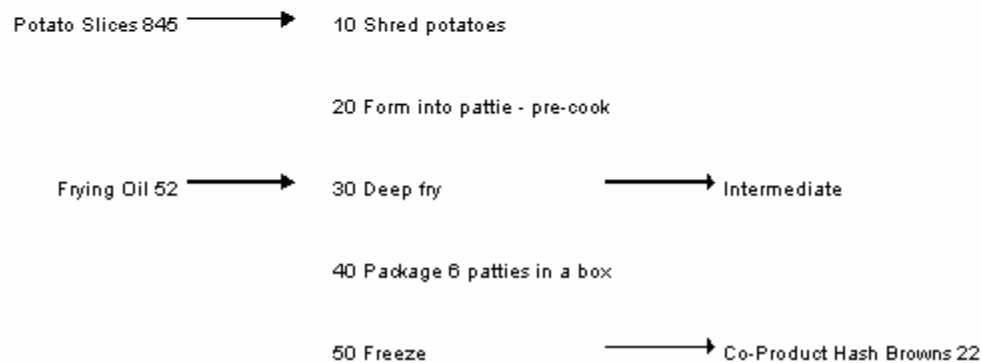 Potato Slices 845 10 Shred potatoes
20 Form into pattie - pre-cook
Frying Oil 52 30 Deep fry Intermediate
40 Package 6 patties in a box
50 Freeze Co-Product Hash Browns 22